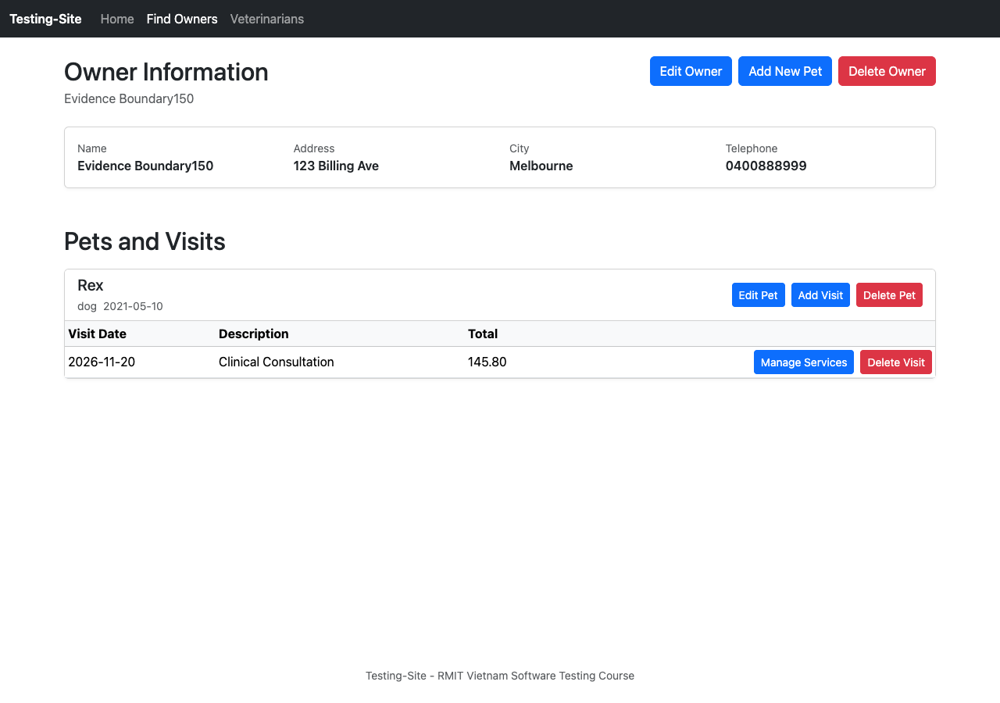 Testing-Site Home Find Owners Veterinarians
Owner Information
Edit Owner Add New Pet Delete Owner
Evidence Boundary150
Name Address City Telephone
Evidence Boundary150 123 Billing Ave Melbourne 0400888999
Pets and Visits
Rex
dog 2021-05-10
Edit Pet Add Visit Delete Pet
Visit Date Description Total
2026-11-20 Clinical Consultation 145.80 Manage Services Delete Visit
Testing-Site - RMIT Vietnam Software Testing Course